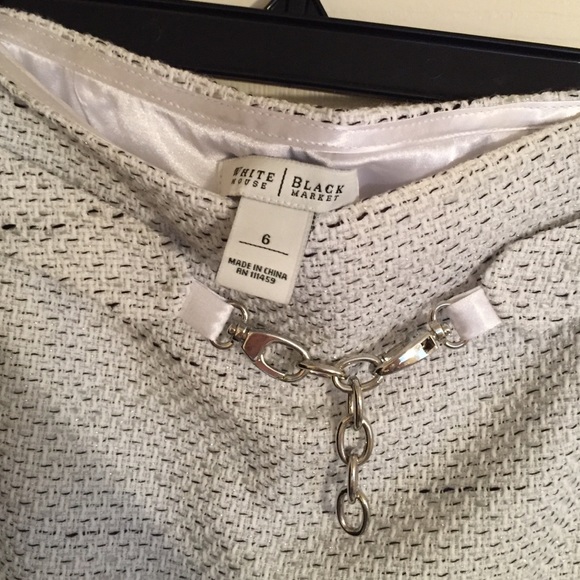 WHITE HOUSE | BLACK MARKET
6
MADE IN CHINA
RN 111459